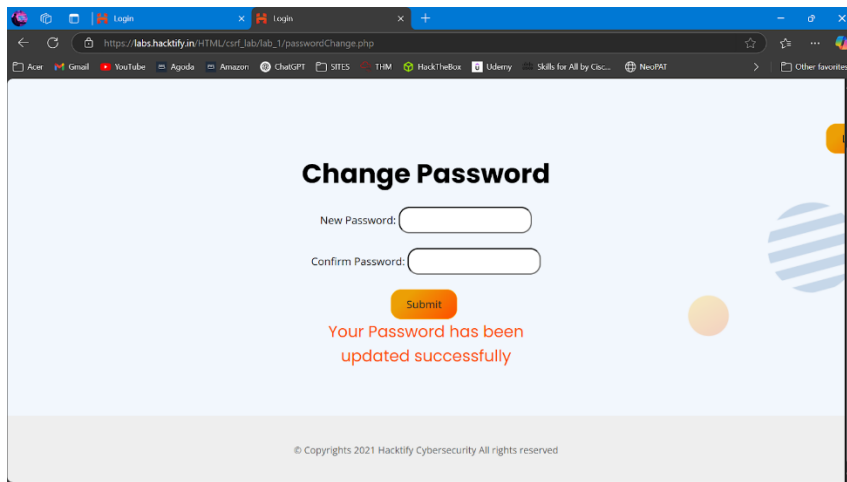 Login
Login
https://labs.hacktify.in/HTML/csrf_lab/lab_1/passwordChange.php
Acer Gmail YouTube Agoda Amazon ChatGPT SITES THM HackTheBox Udemy Skills for All by Cisc... NeoPAT Other favorites
Change Password
New Password:
Confirm Password:
Submit
Your Password has been
updated successfully
© Copyrights 2021 Hacktify Cybersecurity All rights reserved